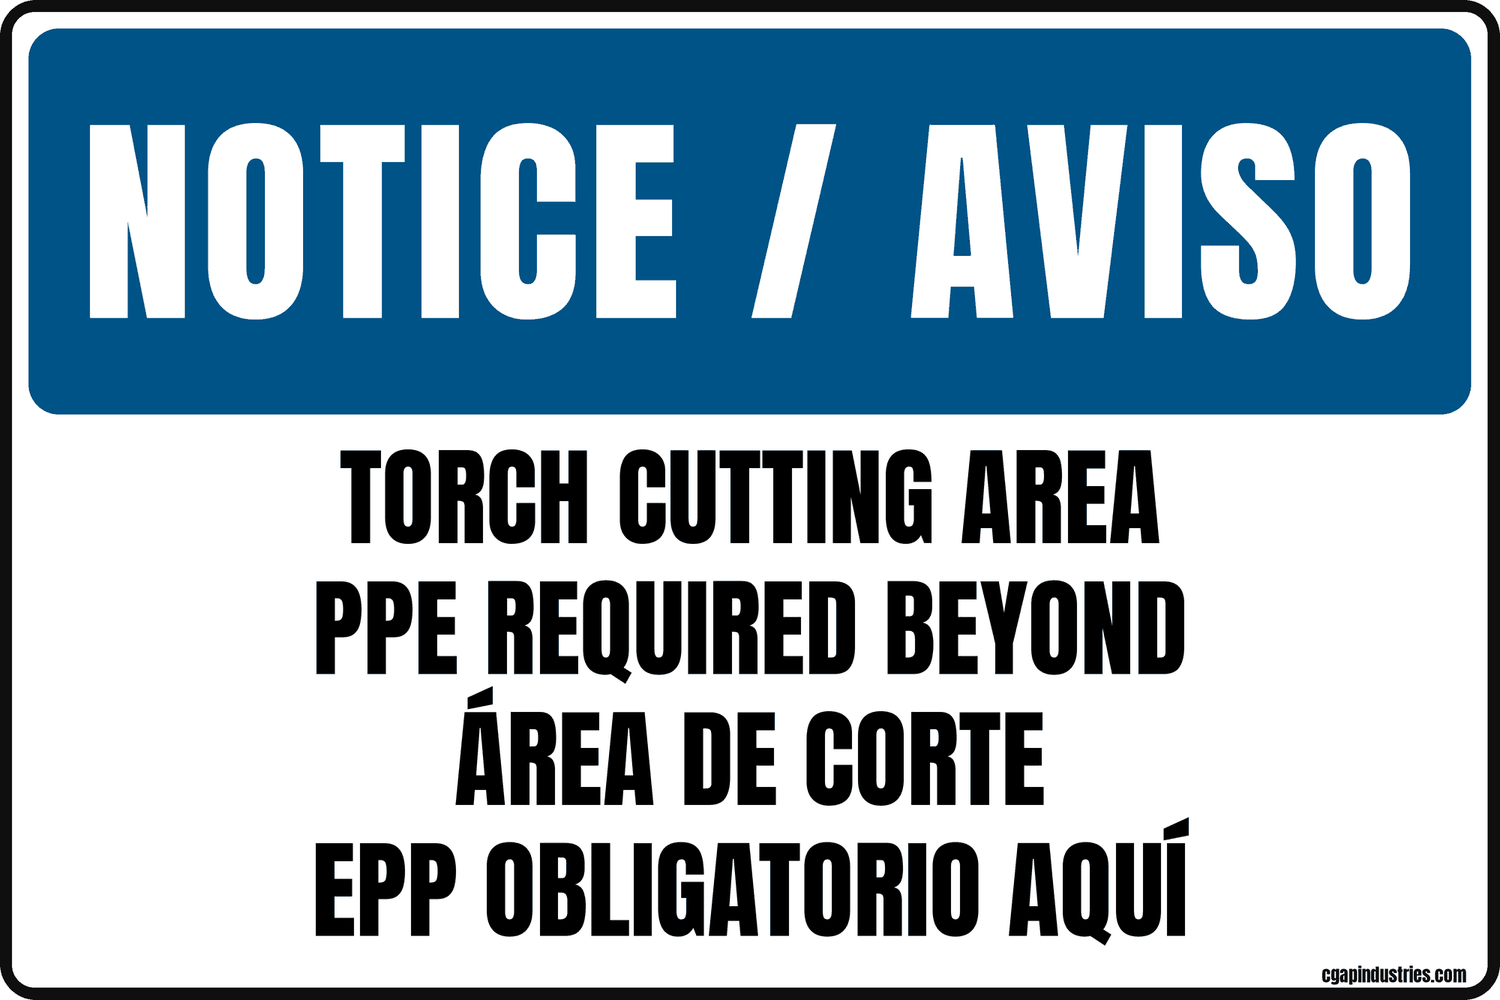 NOTICE / AVISO
TORCH CUTTING AREA
PPE REQUIRED BEYOND
ÁREA DE CORTE
EPP OBLIGATORIO AQUÍ
cgapindustries.com